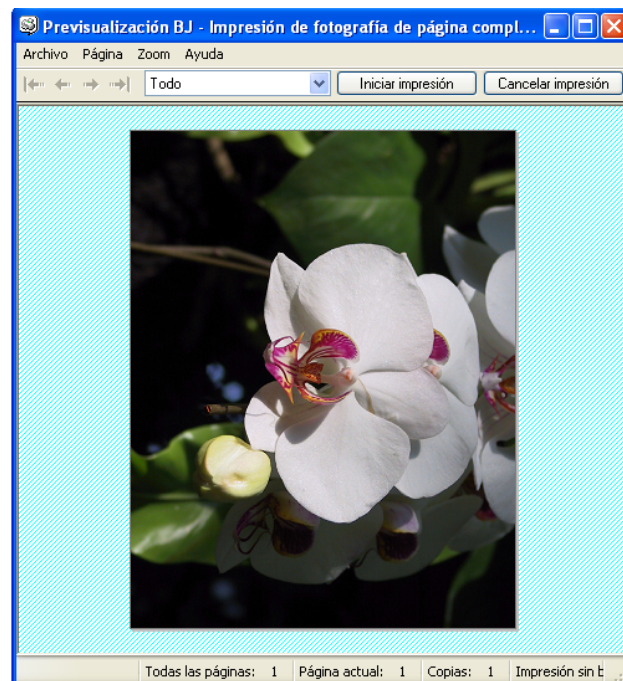 Previsualización BJ - Impresión de fotografía de página compl...
Archivo Página Zoom Ayuda
Todo Iniciar impresión Cancelar impresión
Todas las páginas: 1 Página actual: 1 Copias: 1 Impresión sin b